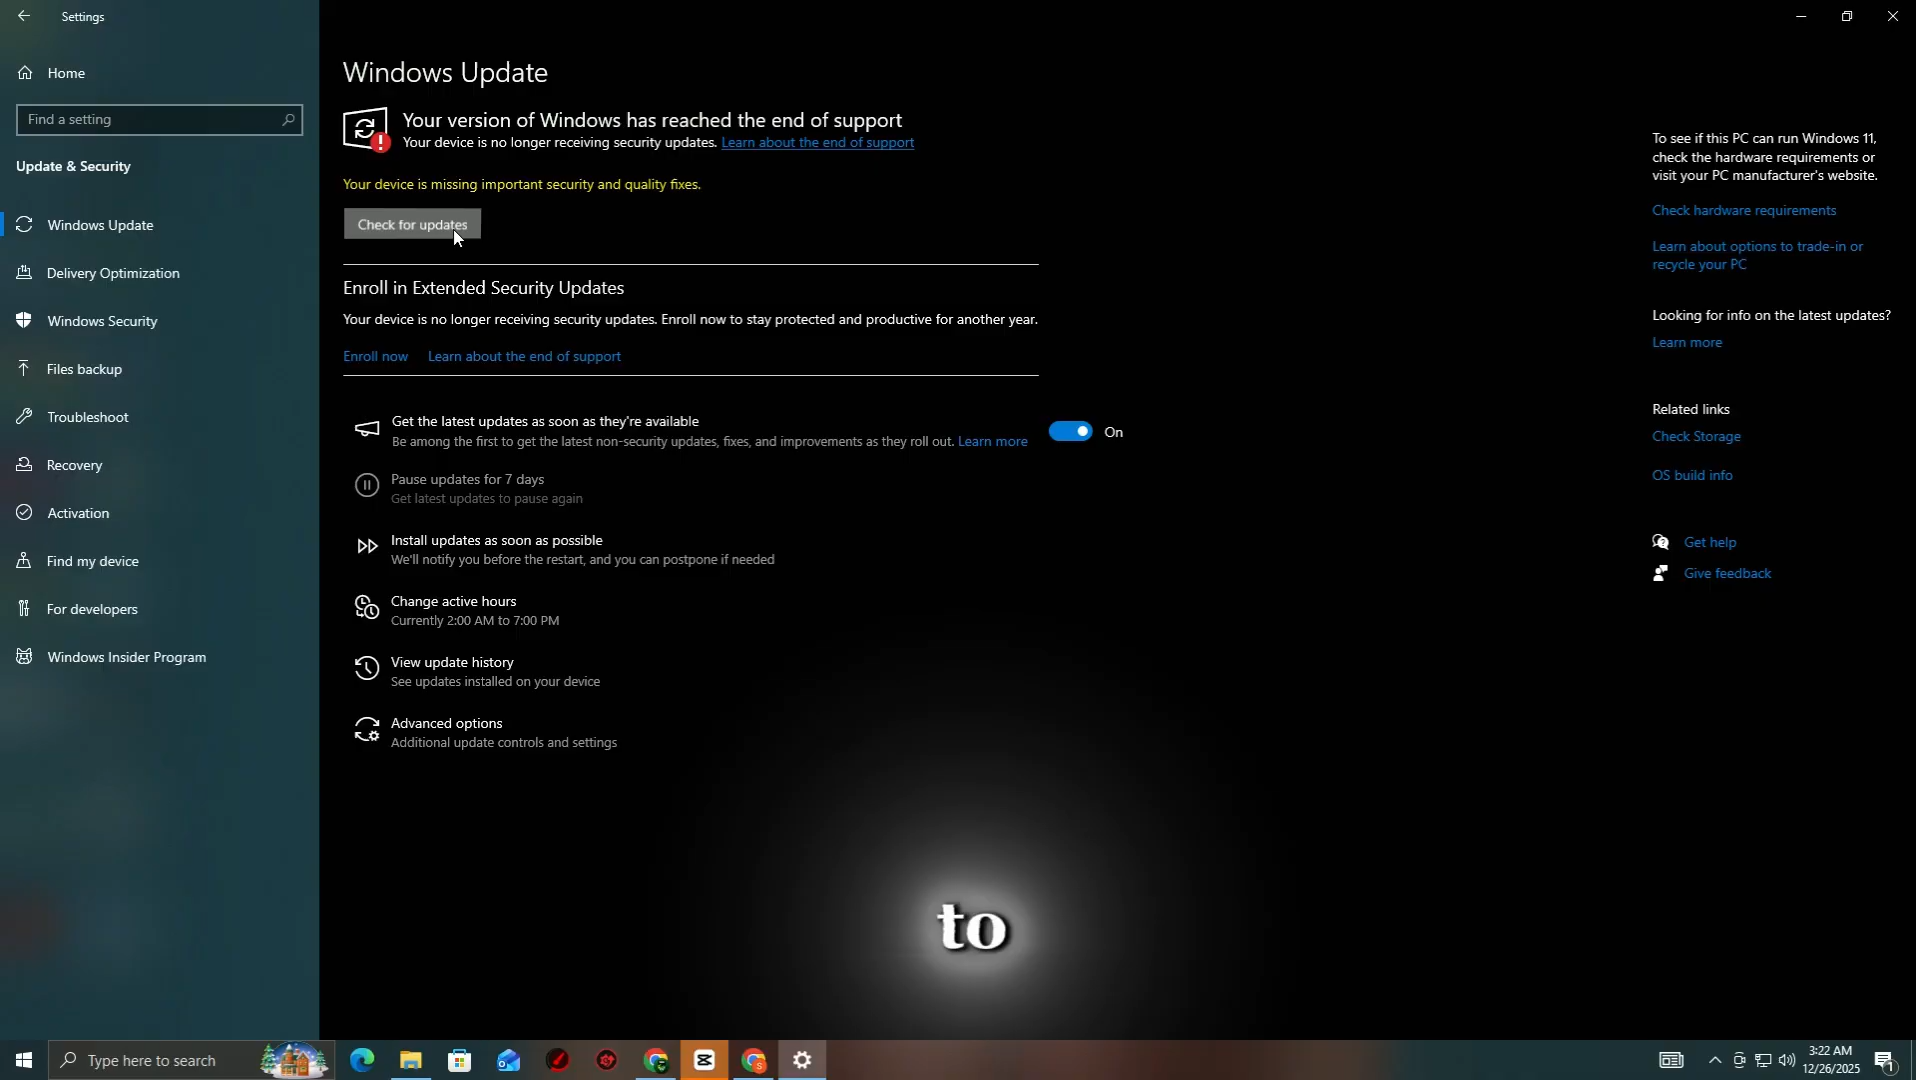 Settings
Home
Find a setting
Update & Security
Windows Update
Delivery Optimization
Windows Security
Files backup
Troubleshoot
Recovery
Activation
Find my device
For developers
Windows Insider Program
Windows Update
Your version of Windows has reached the end of support
Your device is no longer receiving security updates. Learn about the end of support
Your device is missing important security and quality fixes.
Check for updates
Enroll in Extended Security Updates
Your device is no longer receiving security updates. Enroll now to stay protected and productive for another year.
Enroll now Learn about the end of support
Get the latest updates as soon as they're available
Be among the first to get the latest non-security updates, fixes, and improvements as they roll out. Learn more
On
Pause updates for 7 days
Get latest updates to pause again
Install updates as soon as possible
We'll notify you before the restart, and you can postpone if needed
Change active hours
Currently 2:00 AM to 7:00 PM
View update history
See updates installed on your device
Advanced options
Additional update controls and settings
To see if this PC can run Windows 11,
check the hardware requirements or
visit your PC manufacturer's website.
Check hardware requirements
Learn about options to trade-in or
recycle your PC
Looking for info on the latest updates?
Learn more
Related links
Check Storage
OS build info
Get help
Give feedback
to
Type here to search
3:22 AM
12/26/2025
1